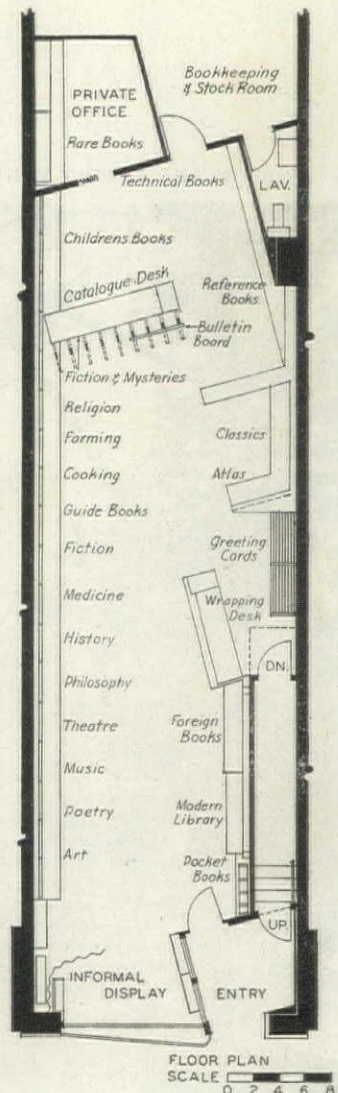 Bookkeeping
& Stock Room
PRIVATE
OFFICE
Rare Books
Technical Books
LAV.
Childrens Books
Catalogue Desk
Reference
Books
Bulletin
Board
Fiction & Mysteries
Religion
Classics
Farming
Cooking
Atlas
Guide Books
Fiction
Greeting
Cards
Medicine
Wrapping
Desk
History
DN.
Philosophy
Foreign
Books
Theatre
Music
Modern
Library
Poetry
Art
Pocket
Books
UP
INFORMAL
DISPLAY
ENTRY
FLOOR PLAN
SCALE 0 2 4 6 8